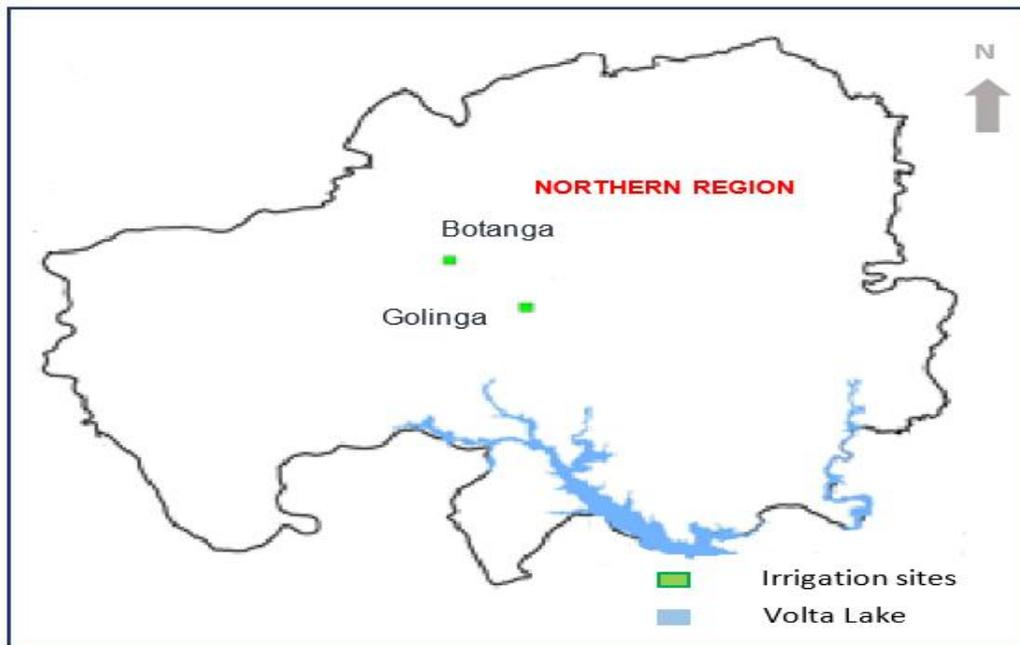 N
NORTHERN REGION
Botanga
Golinga
Irrigation sites
Volta Lake